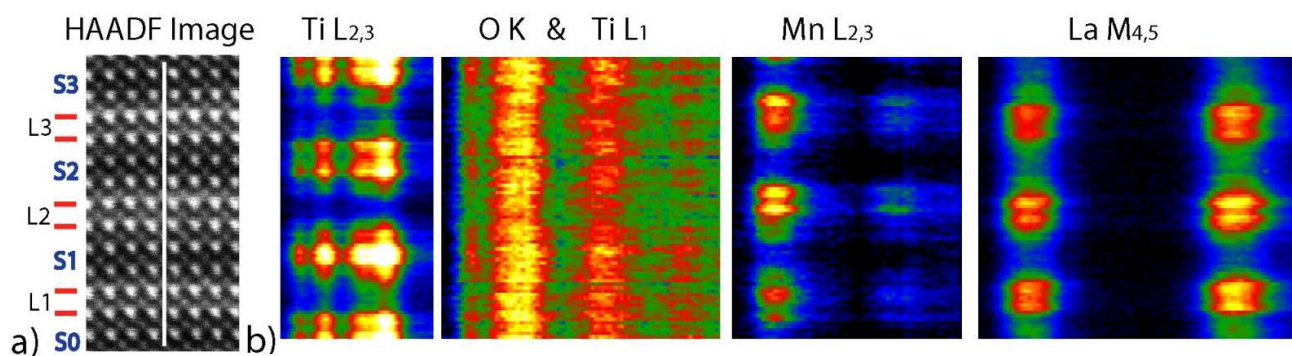 HAADF Image
Ti L2,3
O K & Ti L1
Mn L2,3
La M4,5
S3
L3
S2
L2
S1
L1
S0
a)
b)